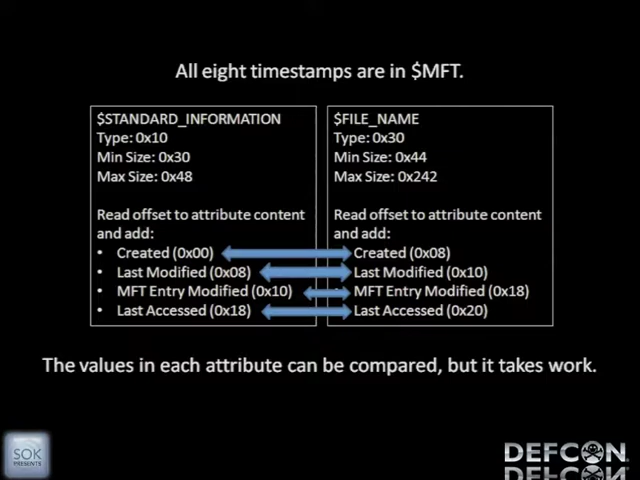 All eight timestamps are in $MFT.
$STANDARD_INFORMATION
Type: 0x10
Min Size: 0x30
Max Size: 0x48
Read offset to attribute content
and add:
• Created (0x00)
• Last Modified (0x08)
• MFT Entry Modified (0x10)
• Last Accessed (0x18)
$FILE_NAME
Type: 0x30
Min Size: 0x44
Max Size: 0x242
Read offset to attribute content
and add:
Created (0x08)
Last Modified (0x10)
MFT Entry Modified (0x18)
Last Accessed (0x20)
The values in each attribute can be compared, but it takes work.
SOK
PRESENTS
DEFCON